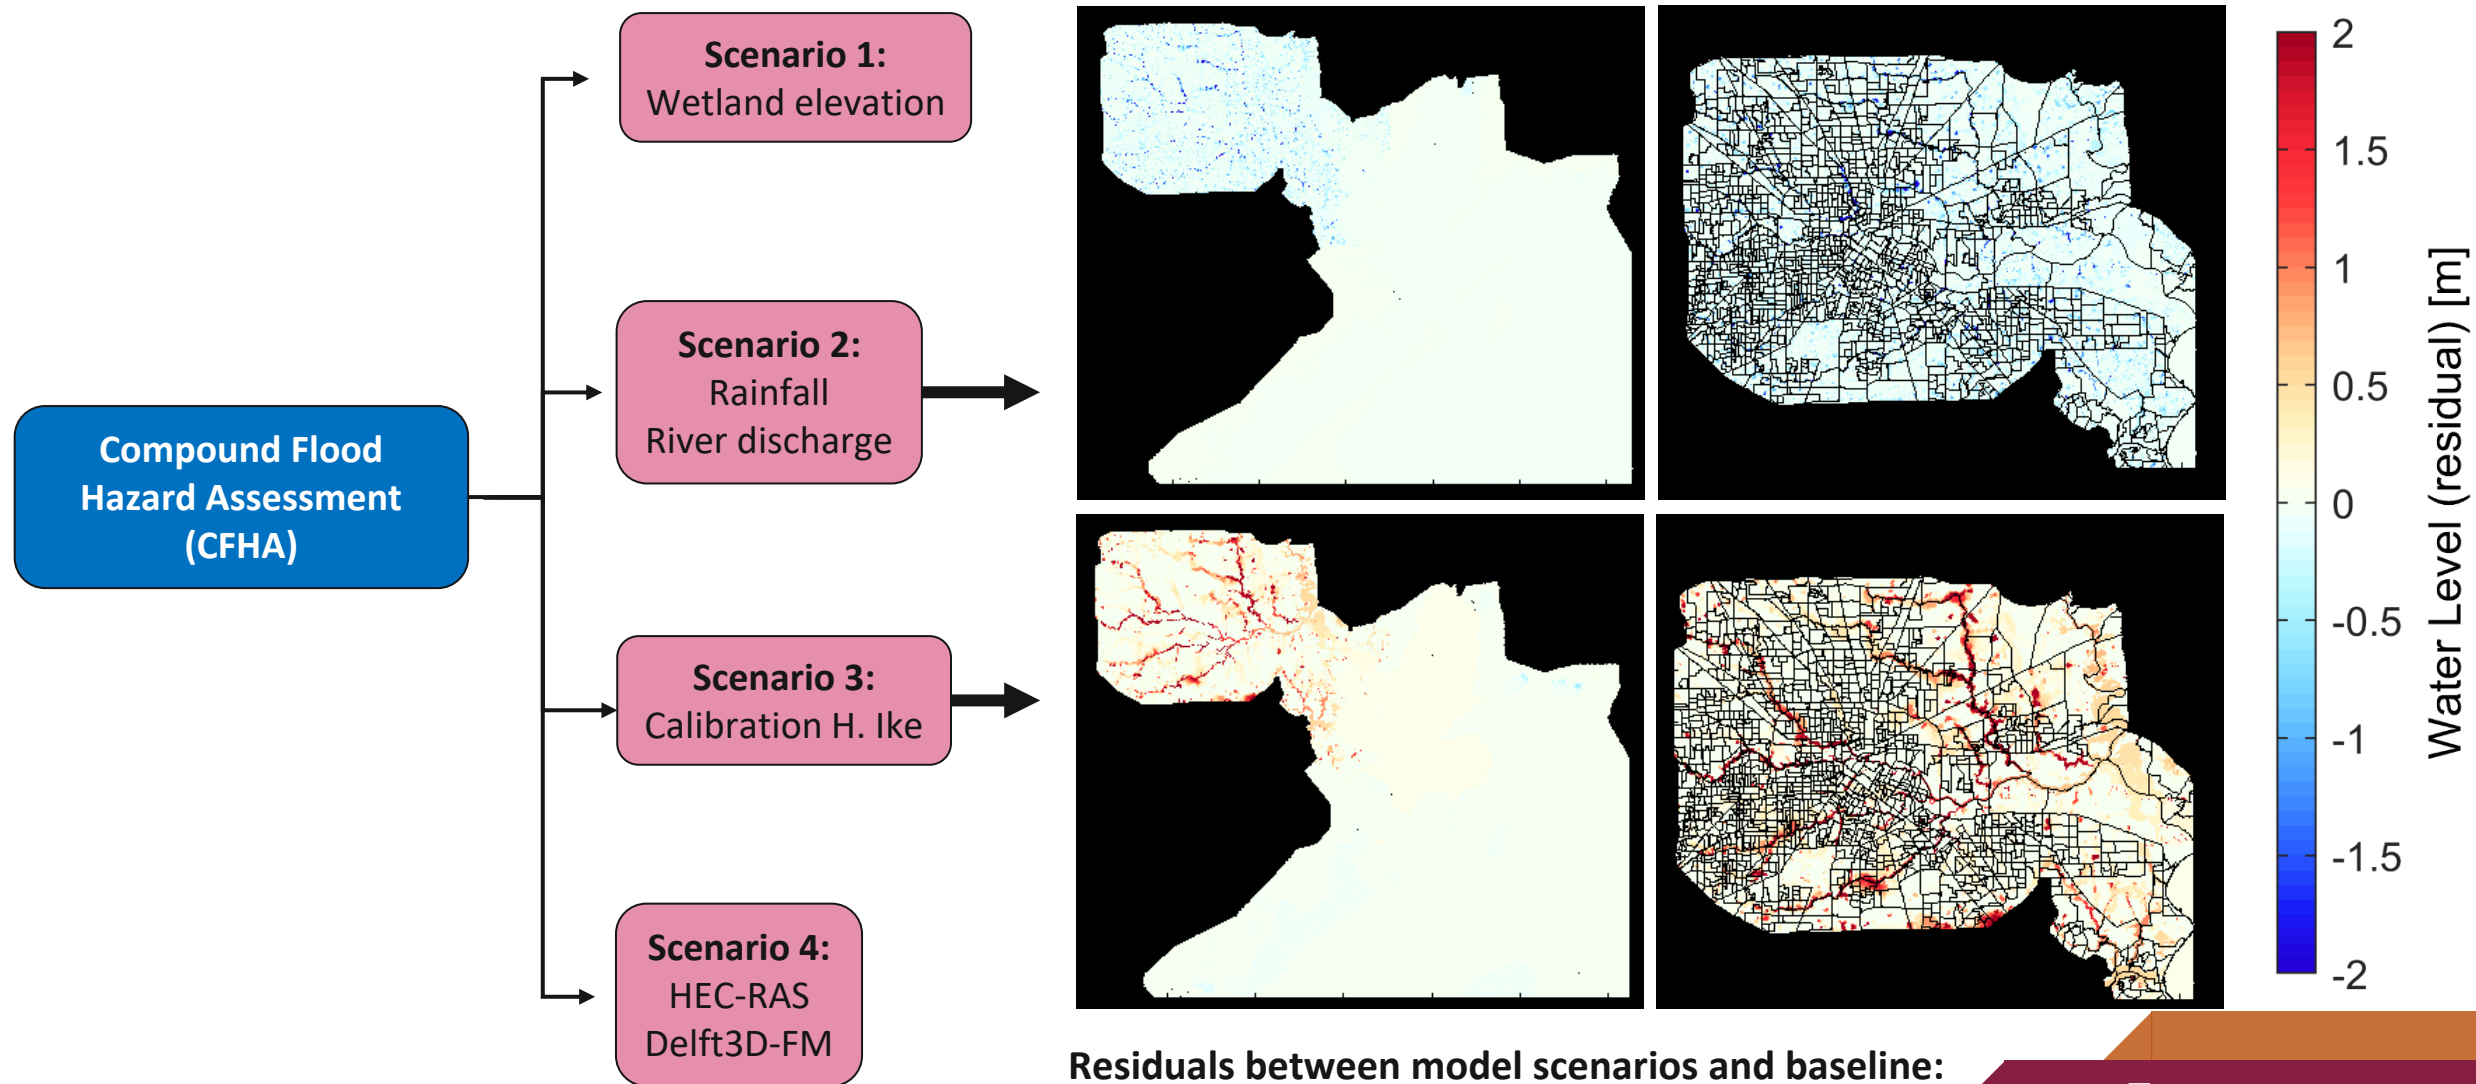 Compound Flood
Hazard Assessment
(CFHA)
Scenario 1:
Wetland elevation
Scenario 2:
Rainfall
River discharge
Scenario 3:
Calibration H. Ike
Scenario 4:
HEC-RAS
Delft3D-FM
2
1.5
1
0.5
0
-0.5
-1
-1.5
-2
Water Level (residual) [m]
Residuals between model scenarios and baseline: